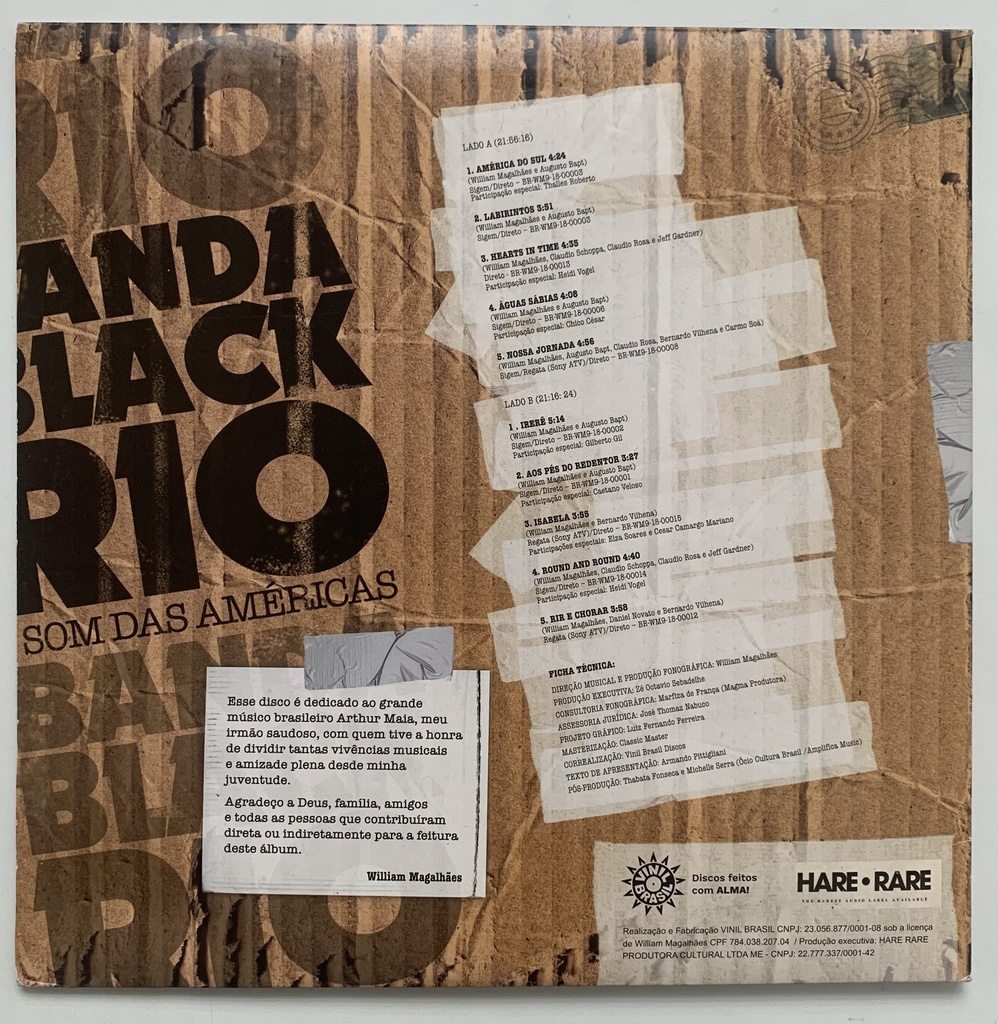 RIO
ANDA
BLACK
RIO
SOM DAS AMÉRICAS
BAN
BL
LADO A (21:56:16)
1. AMÉRICA DO SUL 4:24
(William Magalhães e Augusto Bapt)
Sigem/Direto – BR-WM9-18-00003
Participação especial: Thalles Roberto
2. LABIRINTOS 3:51
(William Magalhães e Augusto Bapt)
Sigem/Direto – BR-WM9-18-00003
3. HEARTS IN TIME 4:35
(William Magalhães, Claudio Schoppa, Claudio Rosa e Jeff Gardner)
Direto - BR-WM9-18-00013
Participação especial: Heidi Vogel
4. ÁGUAS SÁBIAS 4:08
(William Magalhães e Augusto Bapt)
Sigem/Direto – BR-WM9-18-00006
Participação especial: Chico César
5. NOSSA JORNADA 4:56
(William Magalhães, Augusto Bapt, Claudio Rosa, Bernardo Vilhena e Carmo Soá)
Sigem/Regata (Sony ATV)/Direto – BR-WM9-18-00008
LADO B (21:16: 24)
1 . IRERÊ 5:14
(William Magalhães e Augusto Bapt)
Sigem/Direto – BR-WM9-18-00002
Participação especial: Gilberto Gil
2. AOS PÉS DO REDENTOR 3:27
(William Magalhães e Augusto Bapt)
Sigem/Direto – BR-WM9-18-00001
Participação especial: Caetano Veloso
3. ISABELA 3:55
(William Magalhães e Bernardo Vilhena)
Regata (Sony ATV)/Direto – BR-WM9-18-00015
Participações especiais: Elza Soares e Cesar Camargo Mariano
4. ROUND AND ROUND 4:40
(William Magalhães, Claudio Schoppa, Claudio Rosa e Jeff Gardner)
Sigem/Direto – BR-WM9-18-00014
Participação especial: Heidi Vogel
5. RIR E CHORAR 3:58
(William Magalhães, Daniel Novato e Bernardo Vilhena)
Regata (Sony ATV)/Direto – BR-WM9-18-00012
FICHA TÉCNICA:
DIREÇÃO MUSICAL E PRODUÇÃO FONOGRÁFICA: William Magalhães
PRODUÇÃO EXECUTIVA: Zé Octavio Sebadelhe
CONSULTORIA FONOGRÁFICA: Marfiza de França (Magma Produtora)
ASSESSORIA JURÍDICA: José Thomaz Nabuco
PROJETO GRÁFICO: Luiz Fernando Ferreira
MASTERIZAÇÃO: Classic Master
CORREALIZAÇÃO: Vinil Brasil Discos
TEXTO DE APRESENTAÇÃO: Armando Pittigliani
PÓS-PRODUÇÃO: Thabata Fonseca e Michelle Serra (Ócio Cultura Brasil /Amplifica Music)
Esse disco é dedicado ao grande
músico brasileiro Arthur Maia, meu
irmão saudoso, com quem tive a honra
de dividir tantas vivências musicais
e amizade plena desde minha
juventude.
Agradeço a Deus, família, amigos
e todas as pessoas que contribuíram
direta ou indiretamente para a feitura
deste álbum.
William Magalhães
VINIL
BRASIL
Discos feitos
com ALMA!
HARE • RARE
THE RAREST AUDIO LABEL AVAILABLE
Realização e Fabricação VINIL BRASIL CNPJ: 23.056.877/0001-08 sob a licença
de William Magalhães CPF 784.038.207.04 / Produção executiva: HARE RARE
PRODUTORA CULTURAL LTDA ME - CNPJ: 22.777.337/0001-42